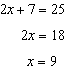 2x + 7 = 25
2x = 18
x = 9